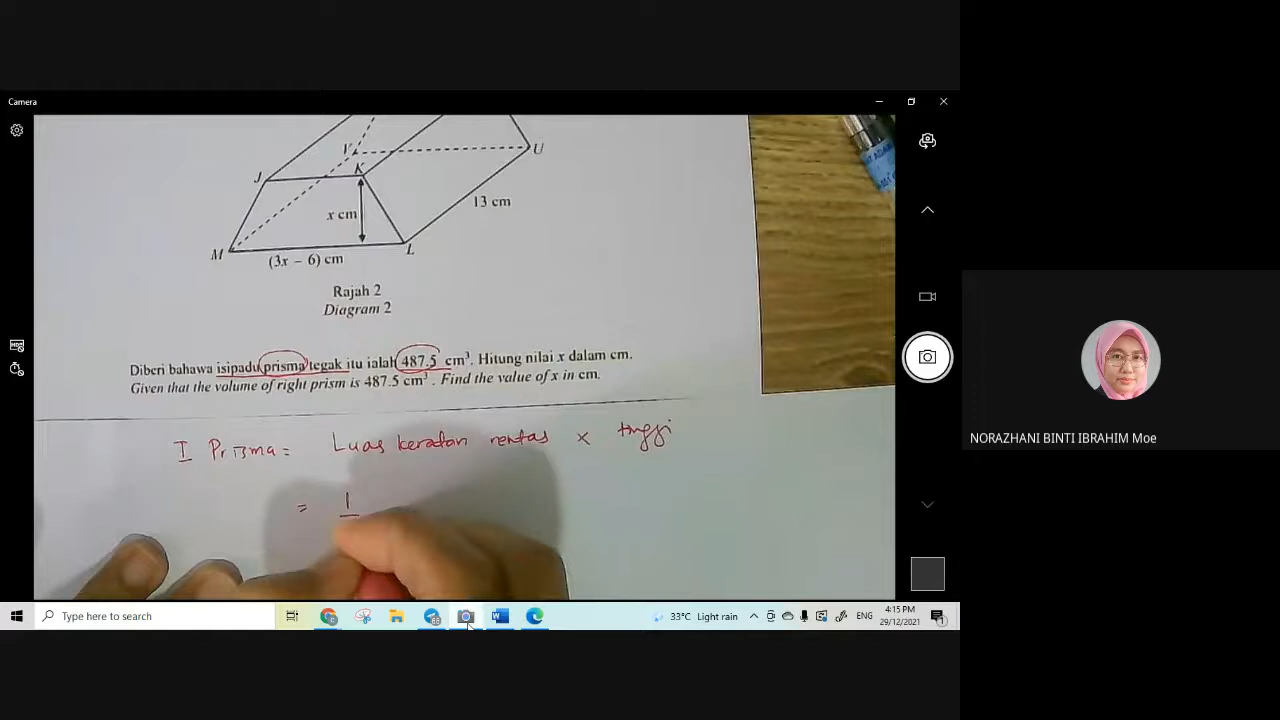 Camera
V
U
J
K
x cm
13 cm
M
L
(3x – 6) cm
Rajah 2
Diagram 2
Diberi bahawa isipadu prisma tegak itu ialah 487.5 cm³. Hitung nilai x dalam cm.
Given that the volume of right prism is 487.5 cm³. Find the value of x in cm.
I Prisma = Luas keratan rentas × tinggi
= 1
NORAZHANI BINTI IBRAHIM Moe
Type here to search
33°C Light rain
ENG
4:15 PM
29/12/2021